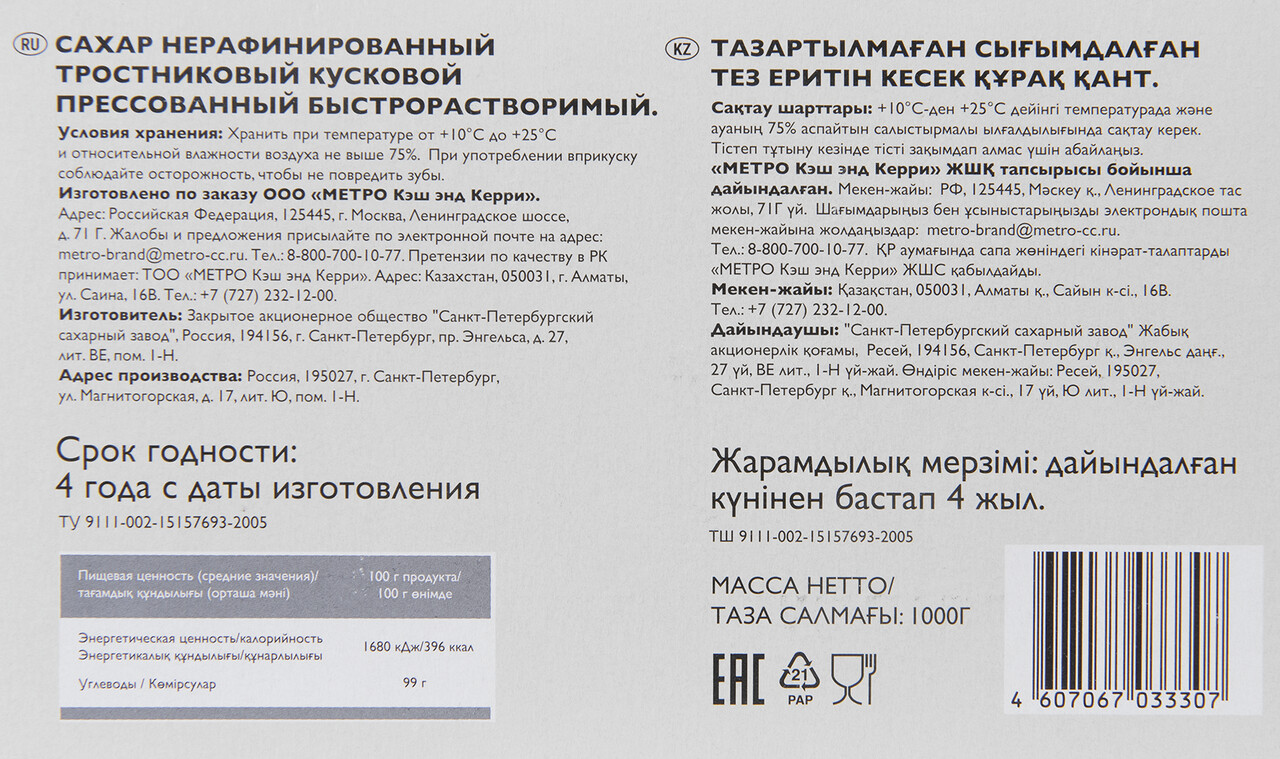 RU САХАР НЕРАФИНИРОВАННЫЙ
ТРОСТНИКОВЫЙ КУСКОВОЙ
ПРЕССОВАННЫЙ БЫСТРОРАСТВОРИМЫЙ.
Условия хранения: Хранить при температуре от +10°С до +25°С
и относительной влажности воздуха не выше 75%. При употреблении вприкуску
соблюдайте осторожность, чтобы не повредить зубы.
Изготовлено по заказу ООО «МЕТРО Кэш энд Керри».
Адрес: Российская Федерация, 125445, г. Москва, Ленинградское шоссе,
д. 71 Г. Жалобы и предложения присылайте по электронной почте на адрес:
metro-brand@metro-cc.ru. Тел.: 8-800-700-10-77. Претензии по качеству в РК
принимает: ТОО «МЕТРО Кэш энд Керри». Адрес: Казахстан, 050031, г. Алматы,
ул. Саина, 16В. Тел.: +7 (727) 232-12-00.
Изготовитель: Закрытое акционерное общество "Санкт-Петербургский
сахарный завод", Россия, 194156, г. Санкт-Петербург, пр. Энгельса, д. 27,
лит. ВЕ, пом. 1-Н.
Адрес производства: Россия, 195027, г. Санкт-Петербург,
ул. Магнитогорская, д. 17, лит. Ю, пом. 1-Н.
Срок годности:
4 года с даты изготовления
ТУ 9111-002-15157693-2005
Пищевая ценность (средние значения)/ 100 г продукта/
тағамдық құндылығы (орташа мәні) 100 г өнімде
Энергетическая ценность/калорийность
Энергетикалық құндылығы/құнарлылығы
1680 кДж/396 ккал
Углеводы / Көмірсулар 99 г
KZ ТАЗАРТЫЛМАҒАН СЫҒЫМДАЛҒАН
ТЕЗ ЕРИТІН КЕСЕК ҚҰРАҚ ҚАНТ.
Сақтау шарттары: +10°С-ден +25°С дейінгі температурада және
ауаның 75% аспайтын салыстырмалы ылғалдылығында сақтау керек.
Тістеп тұтыну кезінде тісті зақымдап алмас үшін абайлаңыз.
«МЕТРО Кэш энд Керри» ЖШҚ тапсырысы бойынша
дайындалған. Мекен-жайы: РФ, 125445, Мәскеу қ., Ленинградское тас
жолы, 71Г үй. Шағымдарыңыз бен ұсыныстарыңызды электрондық пошта
мекен-жайына жолдаңыздар: metro-brand@metro-cc.ru.
Тел.: 8-800-700-10-77. ҚР аумағында сапа жөніндегі кінәрат-талаптарды
«МЕТРО Кэш энд Керри» ЖШС қабылдайды.
Мекен-жайы: Қазақстан, 050031, Алматы қ., Сайын к-сі., 16В.
Тел.: +7 (727) 232-12-00.
Дайындаушы: "Санкт-Петербургский сахарный завод" Жабық
акционерлік қоғамы, Ресей, 194156, Санкт-Петербург қ., Энгельс даңғ.,
27 үй, ВЕ лит., 1-Н үй-жай. Өндіріс мекен-жайы: Ресей, 195027,
Санкт-Петербург қ., Магнитогорская к-сі., 17 үй, Ю лит., 1-Н үй-жай.
Жарамдылық мерзімі: дайындалған
күнінен бастап 4 жыл.
ТШ 9111-002-15157693-2005
МАССА НЕТТО/
ТАЗА САЛМАҒЫ: 1000Г
EAC
21
PAP
4 607067 033307